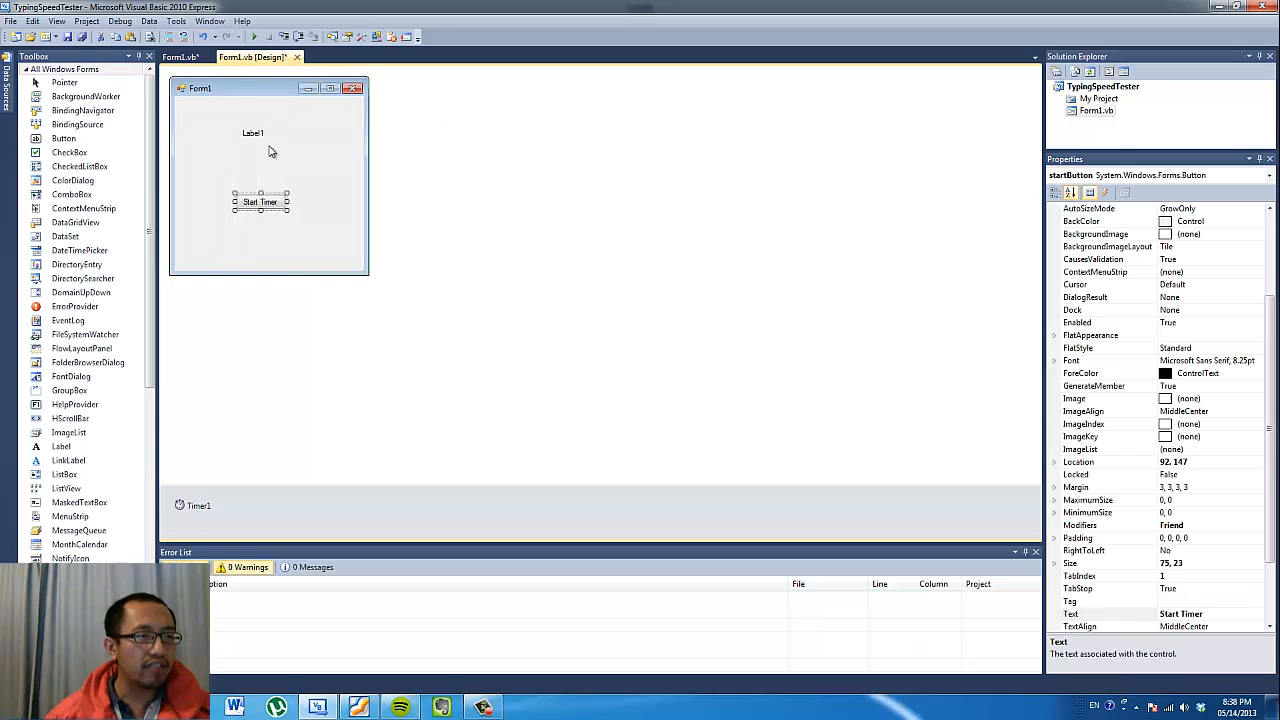 TypingSpeedTester - Microsoft Visual Basic 2010 Express
File Edit View Project Debug Data Tools Window Help
Toolbox
Data Sources
All Windows Forms
Pointer
BackgroundWorker
BindingNavigator
BindingSource
Button
CheckBox
CheckedListBox
ColorDialog
ComboBox
ContextMenuStrip
DataGridView
DataSet
DateTimePicker
DirectoryEntry
DirectorySearcher
DomainUpDown
ErrorProvider
EventLog
FileSystemWatcher
FlowLayoutPanel
FolderBrowserDialog
FontDialog
GroupBox
HelpProvider
HScrollBar
ImageList
Label
LinkLabel
ListBox
ListView
MaskedTextBox
MenuStrip
MessageQueue
MonthCalendar
NotifyIcon
Form1.vb* Form1.vb [Design]*
Form1
Label1
Start Timer
Timer1
Error List
0 Warnings 0 Messages
File Line Column Project
Solution Explorer
TypingSpeedTester
My Project
Form1.vb
Properties
startButton System.Windows.Forms.Button
AutoSizeMode GrowOnly
BackColor Control
BackgroundImage (none)
BackgroundImageLayout Tile
CausesValidation True
ContextMenuStrip (none)
Cursor Default
DialogResult None
Dock None
Enabled True
FlatAppearance
FlatStyle Standard
Font Microsoft Sans Serif, 8.25pt
ForeColor ControlText
GenerateMember True
Image (none)
ImageAlign MiddleCenter
ImageIndex (none)
ImageKey (none)
ImageList (none)
Location 92, 147
Locked False
Margin 3, 3, 3, 3
MaximumSize 0, 0
MinimumSize 0, 0
Modifiers Friend
Padding 0, 0, 0, 0
RightToLeft No
Size 75, 23
TabIndex 1
TabStop True
Tag
Text Start Timer
TextAlign MiddleCenter
Text
The text associated with the control.
EN 8:38 PM
05/14/2013